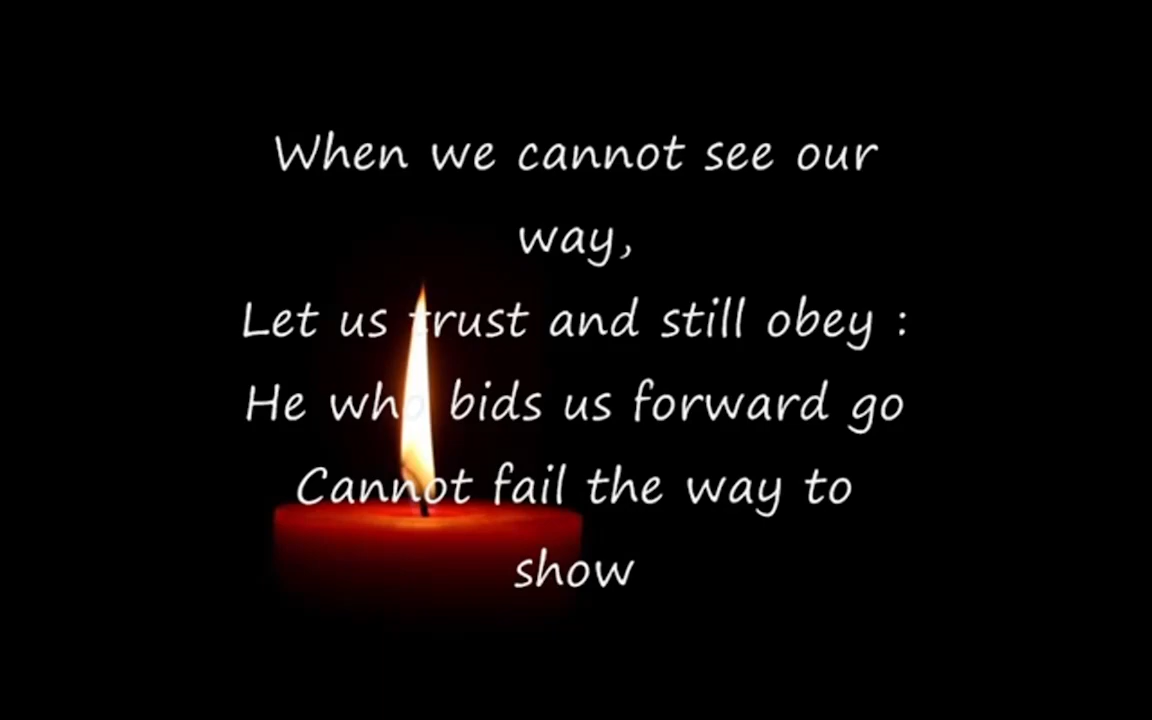 When we cannot see our
way,
Let us trust and still obey :
He who bids us forward go
Cannot fail the way to
show